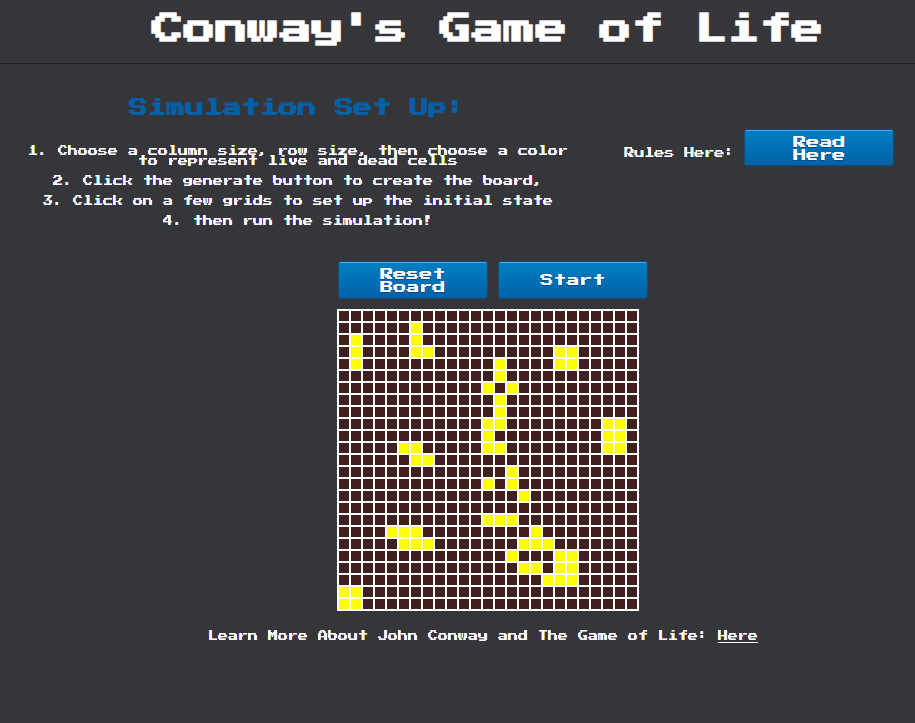 Conway's Game of Life
Simulation Set Up:
1. Choose a column size, row size, then choose a color
to represent live and dead cells
2. Click the generate button to create the board,
3. Click on a few grids to set up the initial state
4. then run the simulation!
Rules Here:
Read
Here
Reset
Board
Start
Learn More About John Conway and The Game of Life: Here